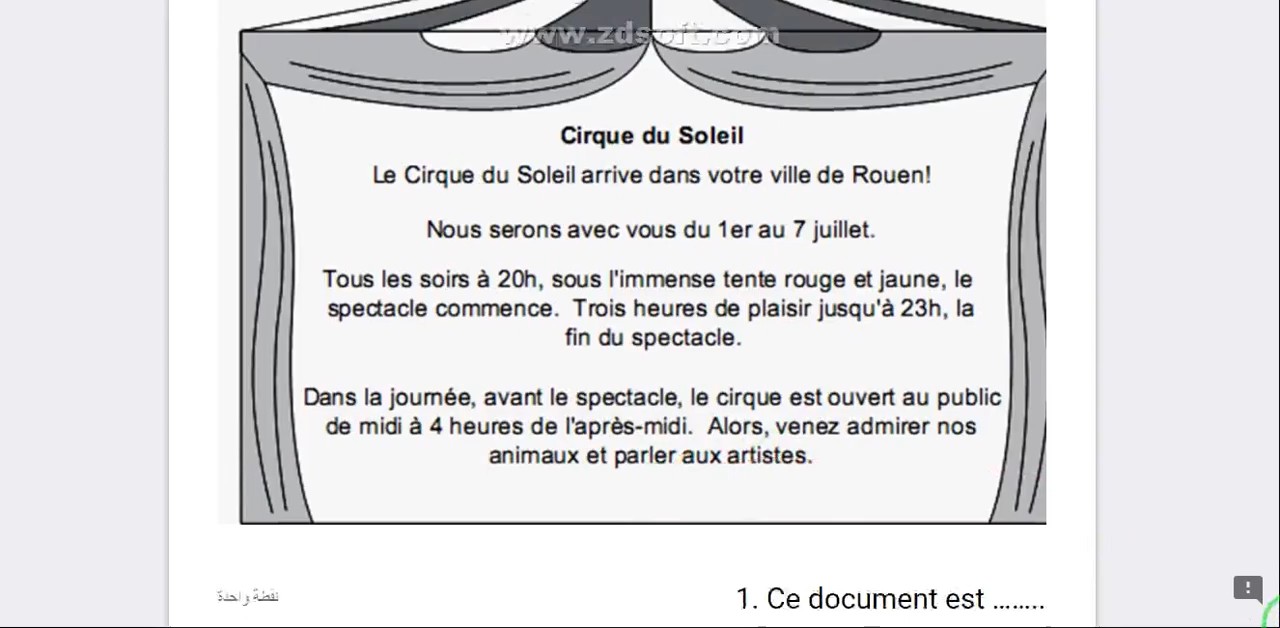 www.zdsoft.com
Cirque du Soleil
Le Cirque du Soleil arrive dans votre ville de Rouen!
Nous serons avec vous du 1er au 7 juillet.
Tous les soirs à 20h, sous l'immense tente rouge et jaune, le
spectacle commence. Trois heures de plaisir jusqu'à 23h, la
fin du spectacle.
Dans la journée, avant le spectacle, le cirque est ouvert au public
de midi à 4 heures de l'après-midi. Alors, venez admirer nos
animaux et parler aux artistes.
1. Ce document est ........
نقطة واحدة